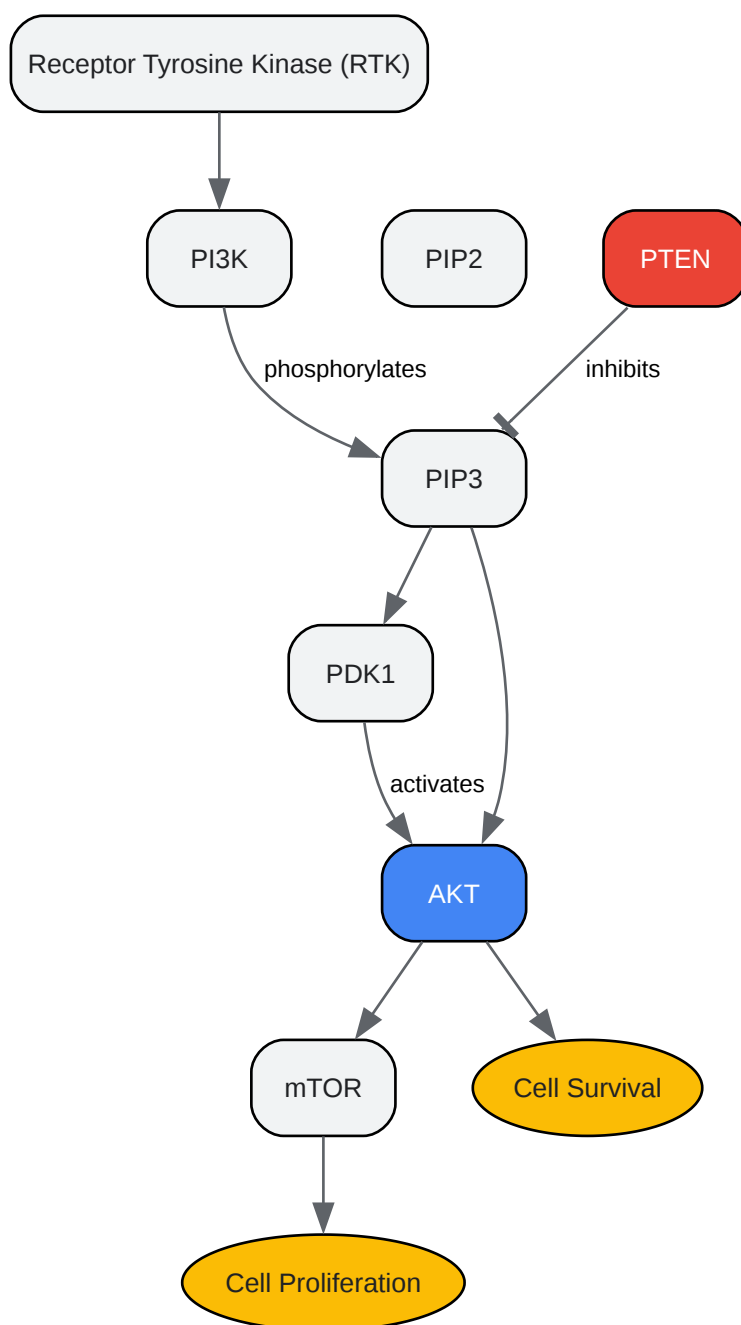 Receptor Tyrosine Kinase (RTK)
PI3K
PIP2
PTEN
phosphorylates
inhibits
PIP3
PDK1
activates
AKT
mTOR
Cell Survival
Cell Proliferation